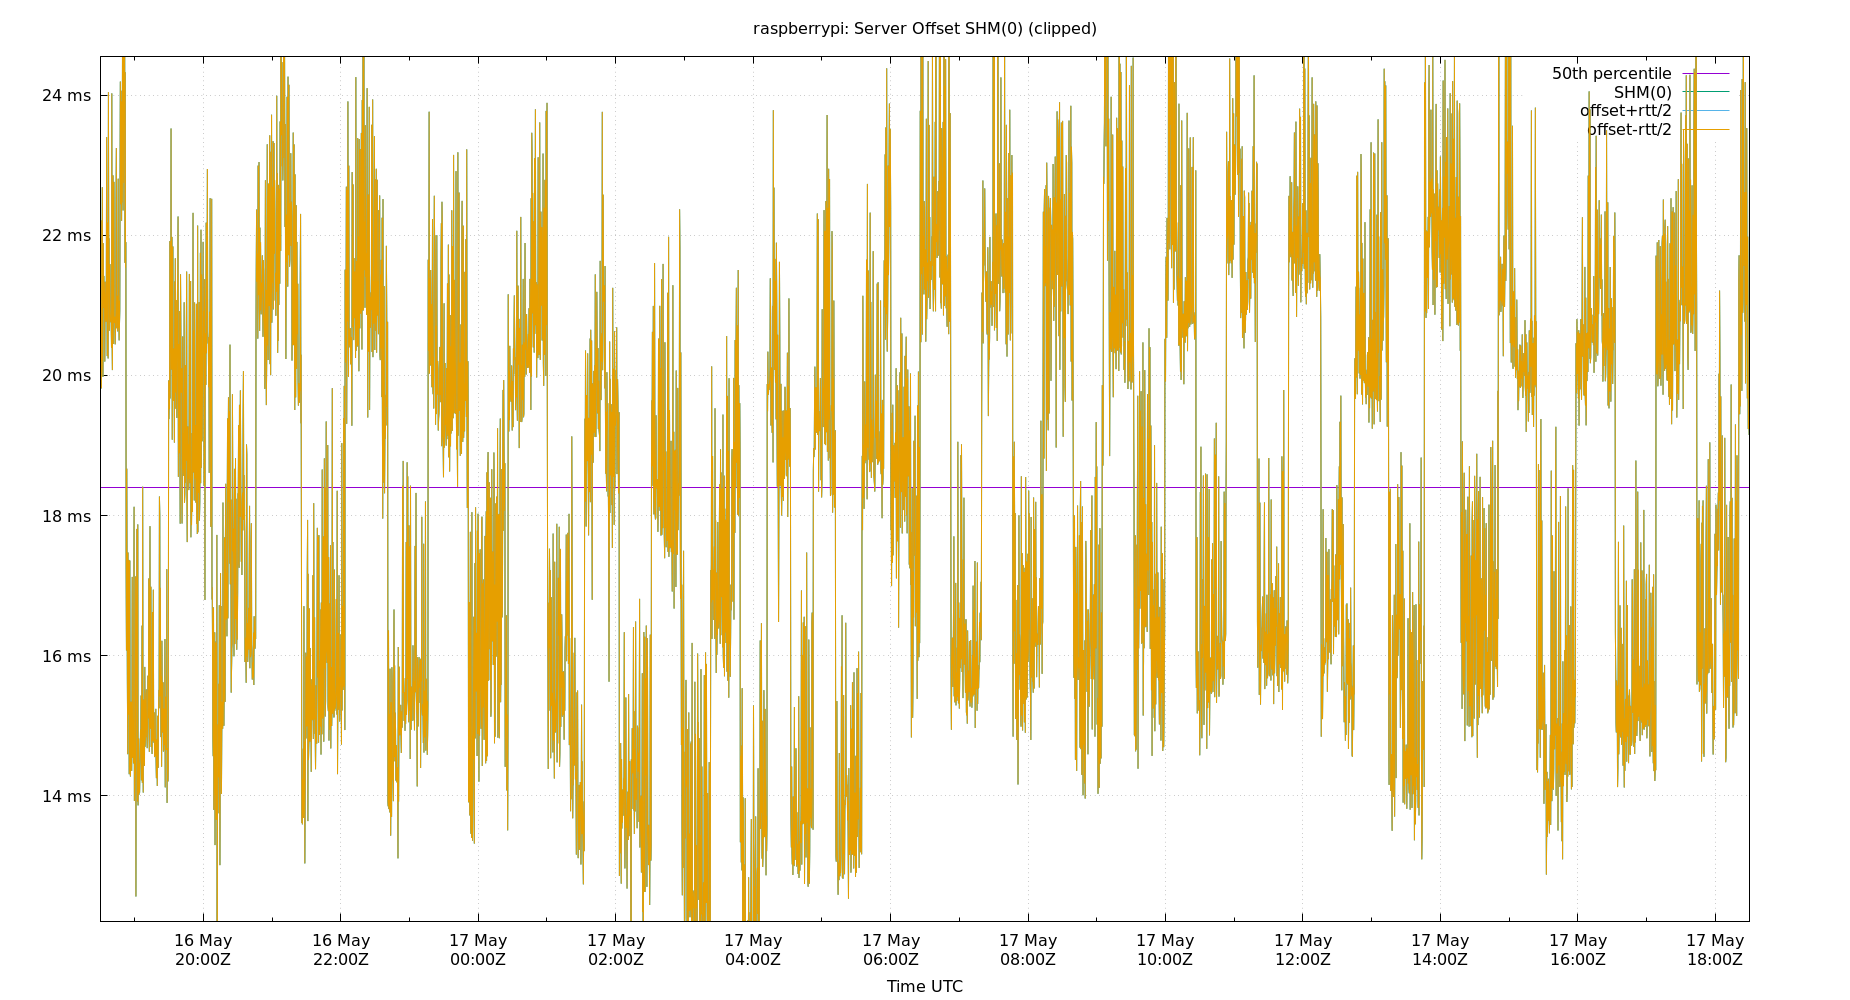 raspberrypi: Server Offset SHM(0) (clipped)
50th percentile
SHM(0)
offset+rtt/2
offset-rtt/2
24 ms
22 ms
20 ms
18 ms
16 ms
14 ms
16 May 16 May 17 May 17 May 17 May 17 May 17 May 17 May 17 May 17 May 17 May 17 May
20:00Z 22:00Z 00:00Z 02:00Z 04:00Z 06:00Z 08:00Z 10:00Z 12:00Z 14:00Z 16:00Z 18:00Z
Time UTC